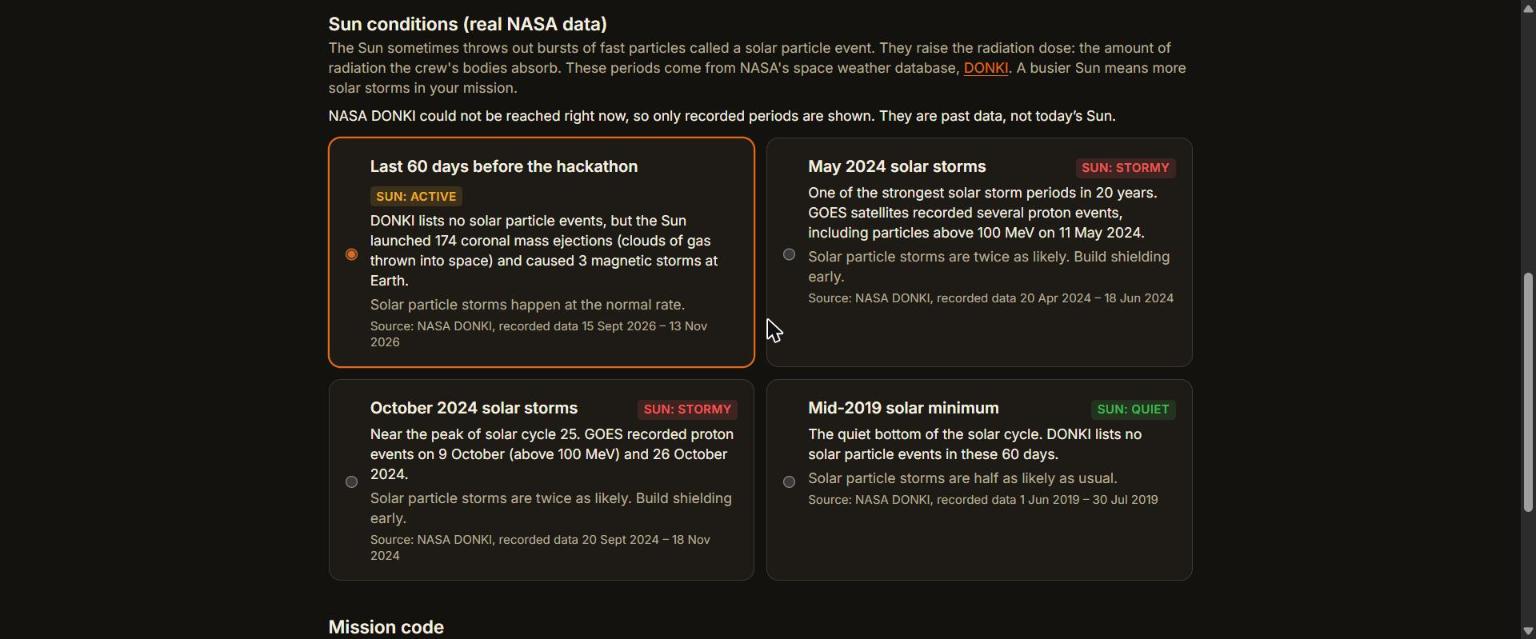 Sun conditions (real NASA data)
The Sun sometimes throws out bursts of fast particles called a solar particle event. They raise the radiation dose: the amount of
radiation the crew's bodies absorb. These periods come from NASA's space weather database, DONKI. A busier Sun means more
solar storms in your mission.
NASA DONKI could not be reached right now, so only recorded periods are shown. They are past data, not today’s Sun.
Last 60 days before the hackathon
SUN: ACTIVE
DONKI lists no solar particle events, but the Sun
launched 174 coronal mass ejections (clouds of gas
thrown into space) and caused 3 magnetic storms at
Earth.
Solar particle storms happen at the normal rate.
Source: NASA DONKI, recorded data 15 Sept 2026 – 13 Nov
2026
May 2024 solar storms
SUN: STORMY
One of the strongest solar storm periods in 20 years.
GOES satellites recorded several proton events,
including particles above 100 MeV on 11 May 2024.
Solar particle storms are twice as likely. Build shielding
early.
Source: NASA DONKI, recorded data 20 Apr 2024 – 18 Jun 2024
October 2024 solar storms
SUN: STORMY
Near the peak of solar cycle 25. GOES recorded proton
events on 9 October (above 100 MeV) and 26 October
2024.
Solar particle storms are twice as likely. Build shielding
early.
Source: NASA DONKI, recorded data 20 Sept 2024 – 18 Nov
2024
Mid-2019 solar minimum
SUN: QUIET
The quiet bottom of the solar cycle. DONKI lists no
solar particle events in these 60 days.
Solar particle storms are half as likely as usual.
Source: NASA DONKI, recorded data 1 Jun 2019 – 30 Jul 2019
Mission code